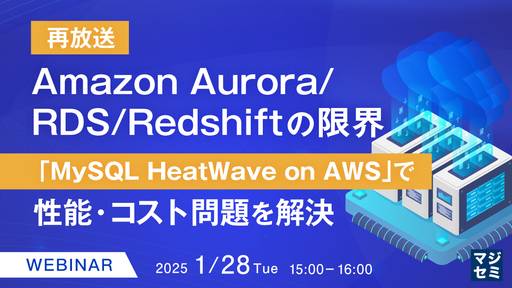 再放送
Amazon Aurora/
RDS/Redshiftの限界
「MySQL HeatWave on AWS」で
性能・コスト問題を解決
WEBINAR 2025 1/28 Tue 15:00－16:00
マジ
セミ